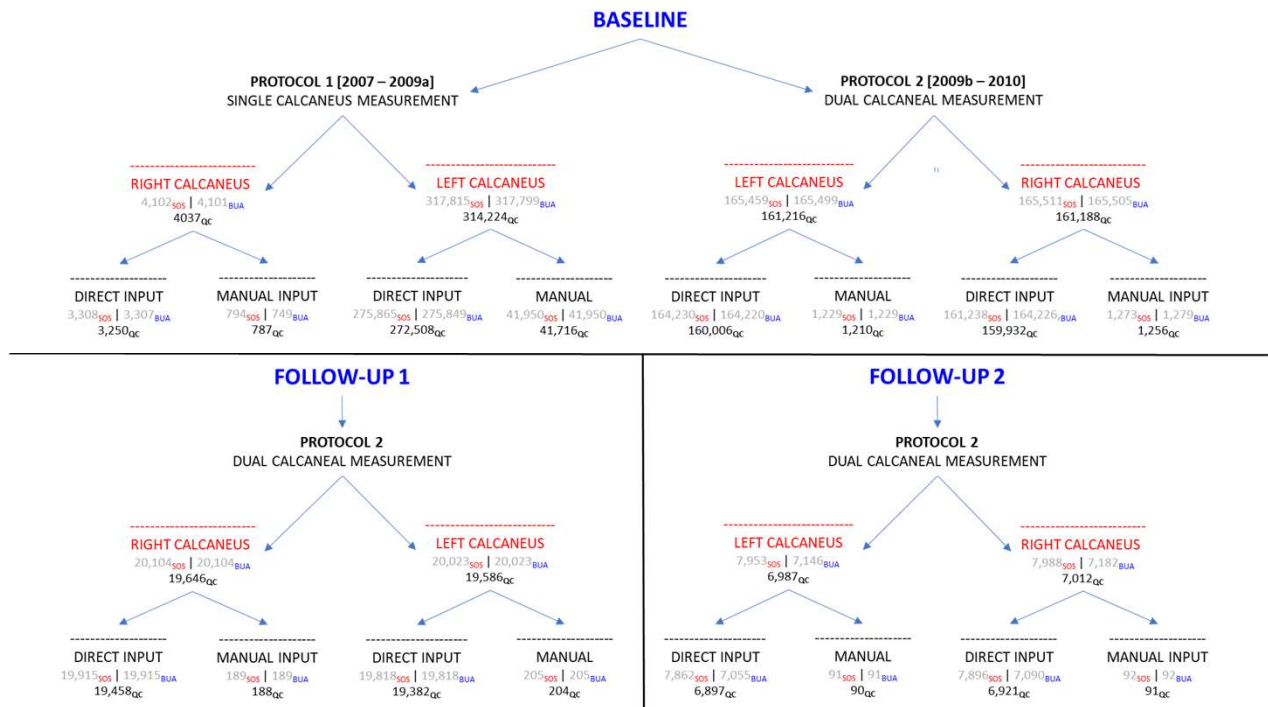 BASELINE
PROTOCOL 1 [2007 – 2009a]
SINGLE CALCANEUS MEASUREMENT
PROTOCOL 2 [2009b – 2010]
DUAL CALCANEAL MEASUREMENT
RIGHT CALCANEUS
4,102SOS | 4,101BUA
4037QC
LEFT CALCANEUS
317,815SOS | 317,799BUA
314,224QC
LEFT CALCANEUS
165,459SOS | 165,499BUA
161,216QC
RIGHT CALCANEUS
165,511SOS | 165,505BUA
161,188QC
DIRECT INPUT
3,308SOS | 3,307BUA
3,250QC
MANUAL INPUT
794SOS | 749BUA
787QC
DIRECT INPUT
275,865SOS | 275,849BUA
272,508QC
MANUAL
41,950SOS | 41,950BUA
41,716QC
DIRECT INPUT
164,230SOS | 164,220BUA
160,006QC
MANUAL
1,229SOS | 1,229BUA
1,210QC
DIRECT INPUT
161,238SOS | 164,226BUA
159,932QC
MANUAL INPUT
1,273SOS | 1,279BUA
1,256QC
FOLLOW-UP 1
PROTOCOL 2
DUAL CALCANEAL MEASUREMENT
RIGHT CALCANEUS
20,104SOS | 20,104BUA
19,646QC
LEFT CALCANEUS
20,023SOS | 20,023BUA
19,586QC
DIRECT INPUT
19,915SOS | 19,915BUA
19,458QC
MANUAL INPUT
189SOS | 189BUA
188QC
DIRECT INPUT
19,818SOS | 19,818BUA
19,382QC
MANUAL
205SOS | 205BUA
204QC
FOLLOW-UP 2
PROTOCOL 2
DUAL CALCANEAL MEASUREMENT
LEFT CALCANEUS
7,953SOS | 7,146BUA
6,987QC
RIGHT CALCANEUS
7,988SOS | 7,182BUA
7,012QC
DIRECT INPUT
7,862SOS | 7,055BUA
6,897QC
MANUAL
91SOS | 91BUA
90QC
DIRECT INPUT
7,896SOS | 7,090BUA
6,921QC
MANUAL INPUT
92SOS | 92BUA
91QC